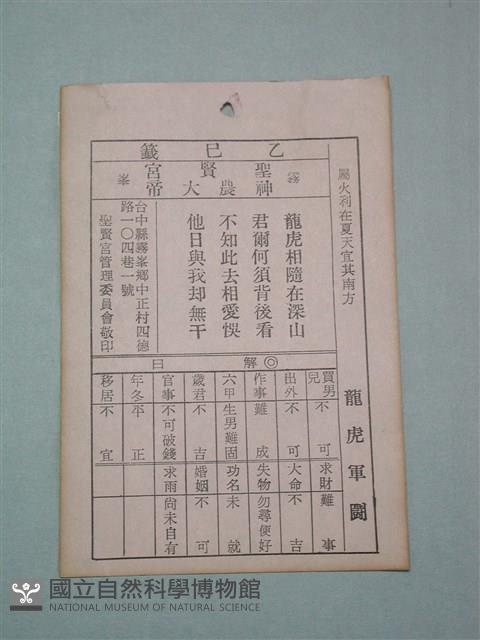 屬火利在夏天宜其南方
龍虎軍鬪
乙巳籤
霧峯
聖賢宮
神農大帝
龍虎相隨在深山
君爾何須背後看
不知此去相愛悞
他日與我却無干
台中縣霧峯鄉中正村四德
路一〇四巷一號
聖賢宮管理委員會敬印
◎解曰
買男兒不可
求財難事
出外不可
大命不吉
作事難成
失物勿尋便好
六甲生男難固
功名未就
歲君不吉
婚姻不可
官事不可破錢
求雨尚未自有
年冬平正
移居不宜
國立自然科學博物館
NATIONAL MUSEUM OF NATURAL SCIENCE